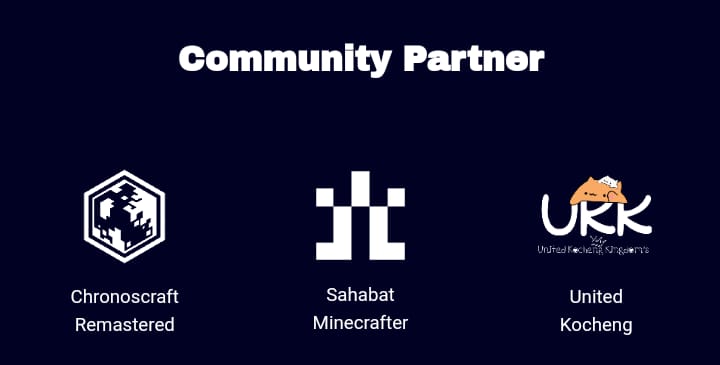 Community Partner
UKK
United Kocheng Kingdom's
Chronoscraft
Remastered
Sahabat
Minecrafter
United
Kocheng